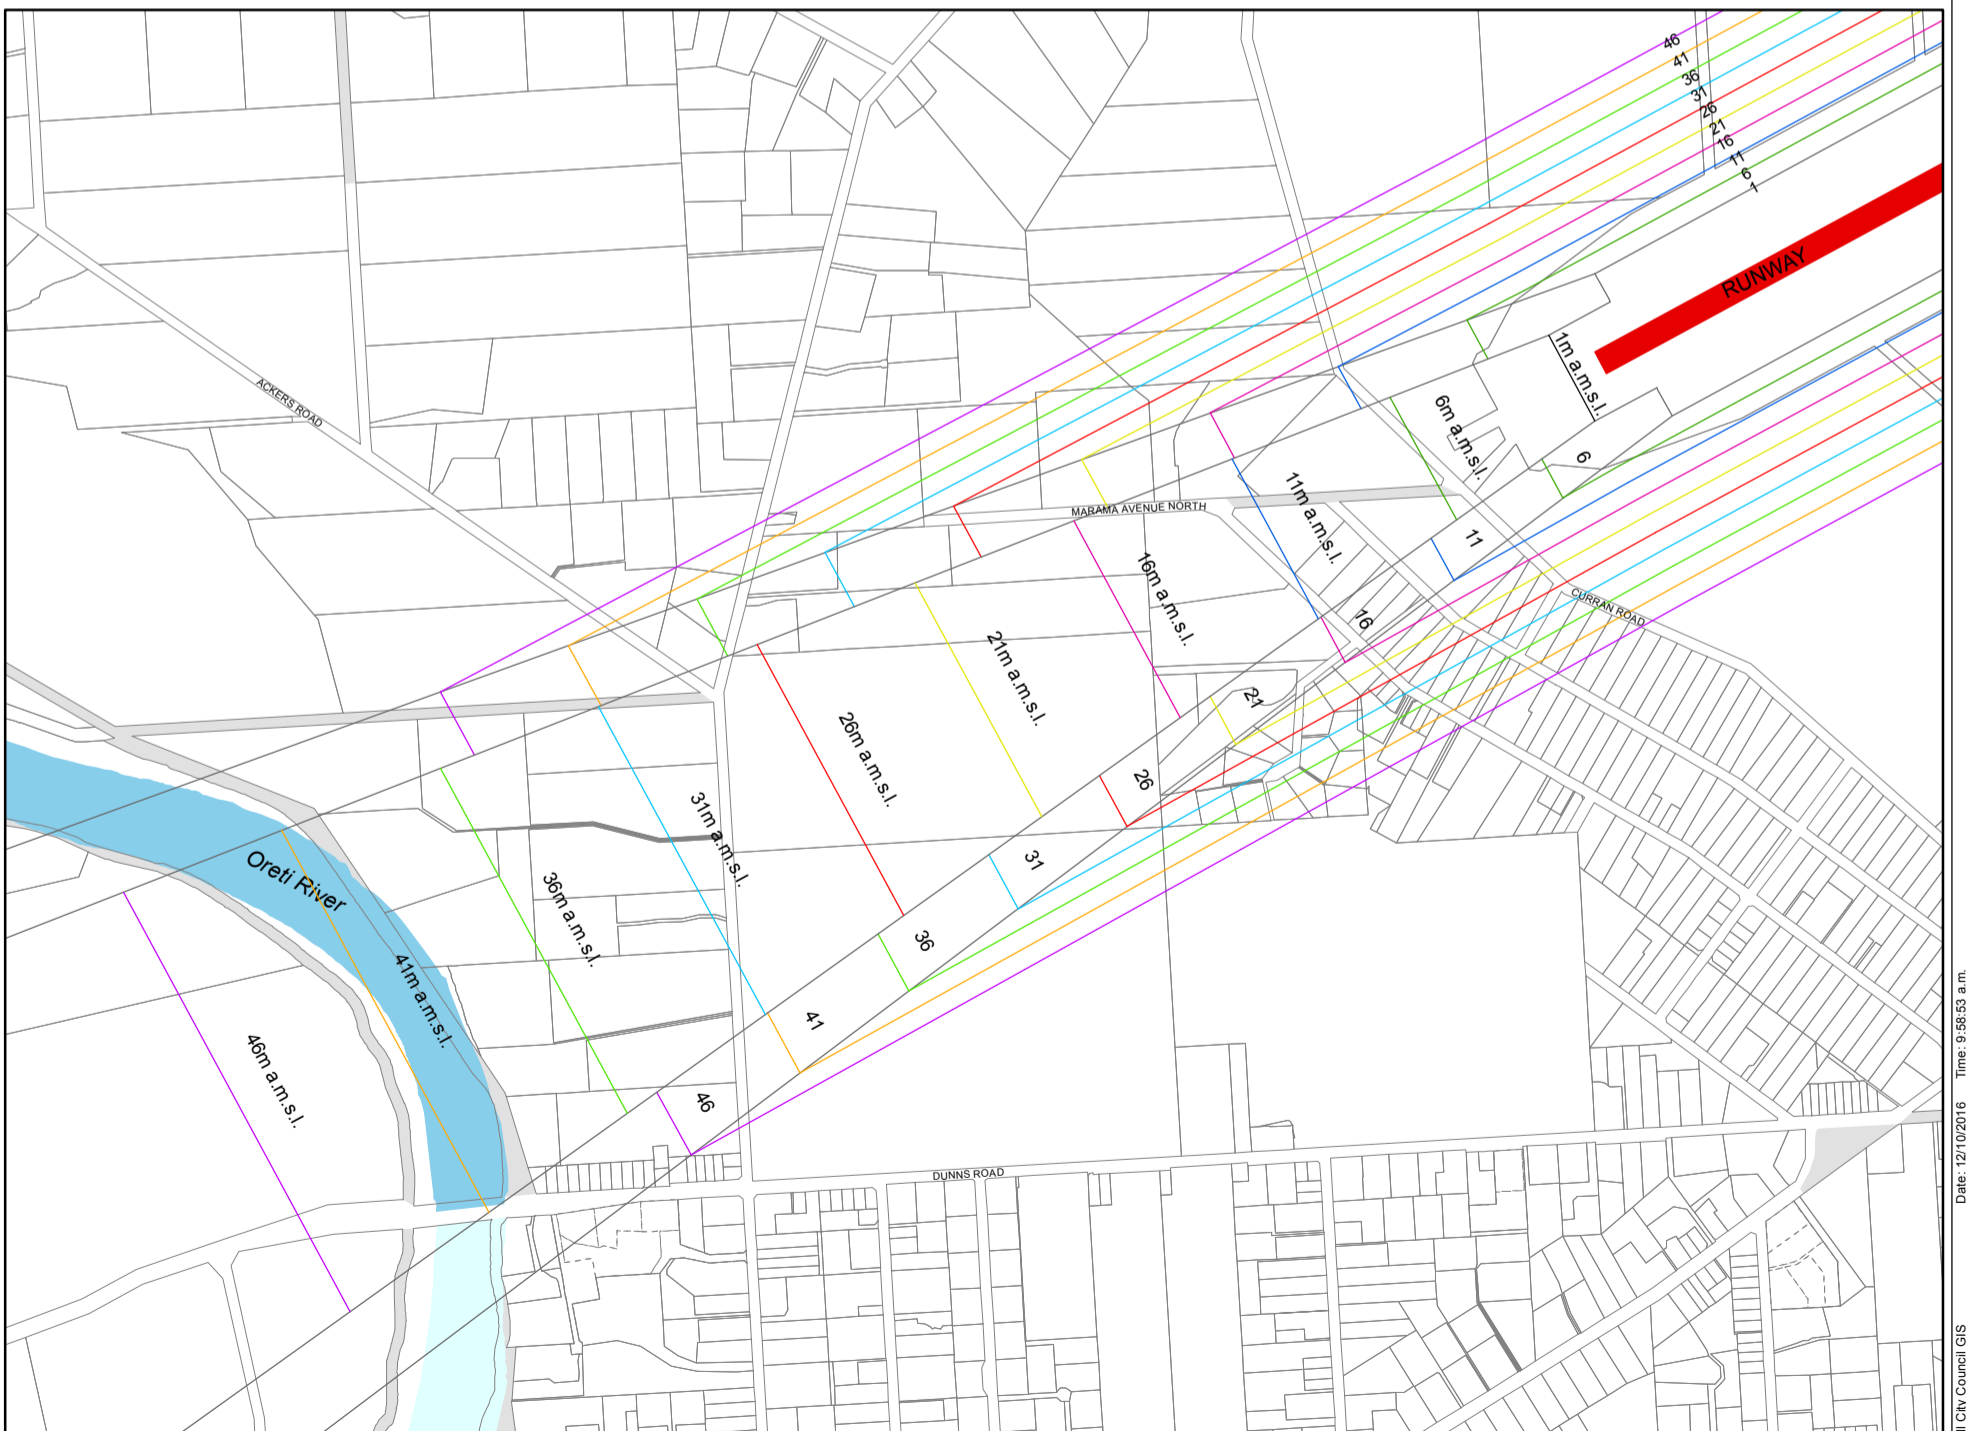 46
41
36
31
26
21
16
11
6
1
RUNWAY
1m a.m.s.l.
6m a.m.s.l.
6
ACKERS ROAD
MARAMA AVENUE NORTH
11m a.m.s.l.
11
16m a.m.s.l.
16
CURRAN ROAD
21m a.m.s.l.
21
26m a.m.s.l.
26
31m a.m.s.l.
31
Oreti River
36m a.m.s.l.
36
41m a.m.s.l.
41
46m a.m.s.l.
46
DUNNS ROAD
Date: 12/10/2016 Time: 9:58:53 a.m.
City Council GIS